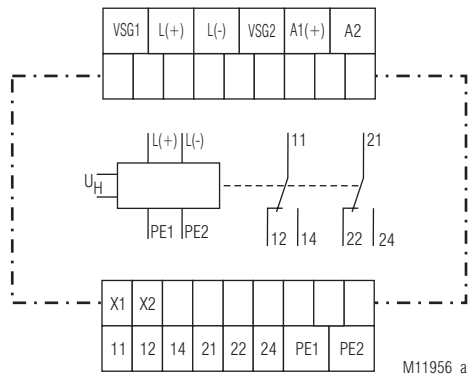 VSG1 L(+) L(-) VSG2 A1(+) A2
L(+) L(-) 11 21
UH
PE1 PE2 12 14 22 24
X1 X2
11 12 14 21 22 24 PE1 PE2
M11956_a